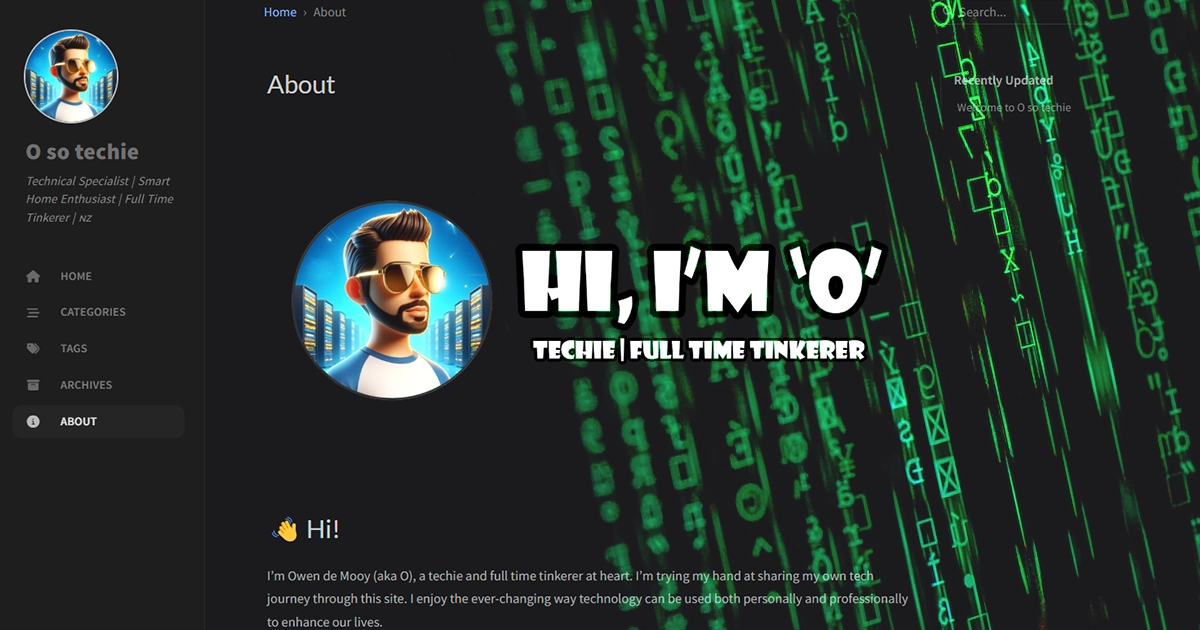 Home › About
Search...
O so techie
Technical Specialist | Smart
Home Enthusiast | Full Time
Tinkerer | NZ
HOME
CATEGORIES
TAGS
ARCHIVES
ABOUT
About
Recently Updated
Welcome to O so techie
HI, I'M 'O'
TECHIE | FULL TIME TINKERER
👋 Hi!
I'm Owen de Mooy (aka O), a techie and full time tinkerer at heart. I'm trying my hand at sharing my own tech
journey through this site. I enjoy the ever-changing way technology can be used both personally and professionally
to enhance our lives.